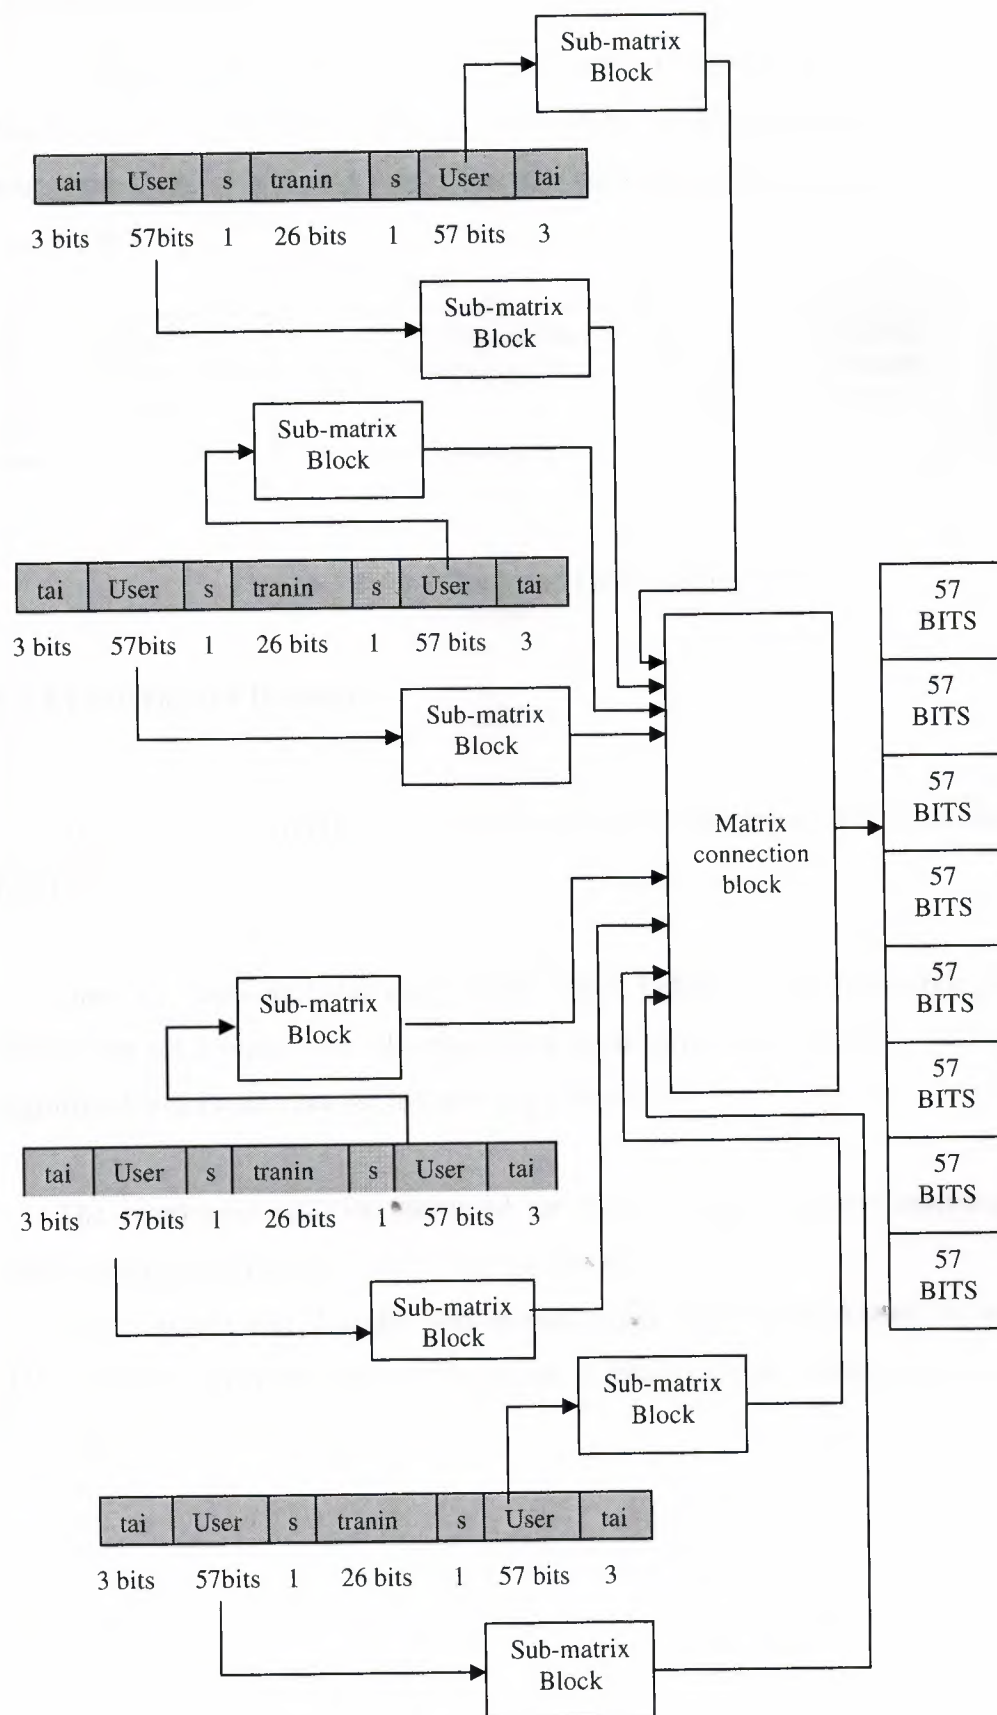 Sub-matrix
Block
tai User s tranin s User tai
3 bits 57bits 1 26 bits 1 57 bits 3
Sub-matrix
Block
Sub-matrix
Block
tai User s tranin s User tai
3 bits 57bits 1 26 bits 1 57 bits 3
Sub-matrix
Block
Matrix
connection
block
57
BITS
57
BITS
57
BITS
57
BITS
57
BITS
57
BITS
57
BITS
57
BITS
Sub-matrix
Block
tai User s tranin s User tai
3 bits 57bits 1 26 bits 1 57 bits 3
Sub-matrix
Block
Sub-matrix
Block
tai User s tranin s User tai
3 bits 57bits 1 26 bits 1 57 bits 3
Sub-matrix
Block